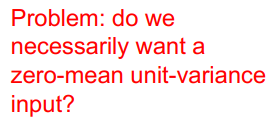 Problem: do we
necessarily want a
zero-mean unit-variance
input?